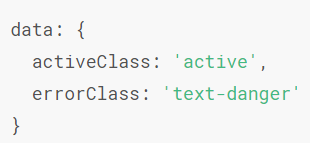 data: {
  activeClass: 'active',
  errorClass: 'text-danger'
}